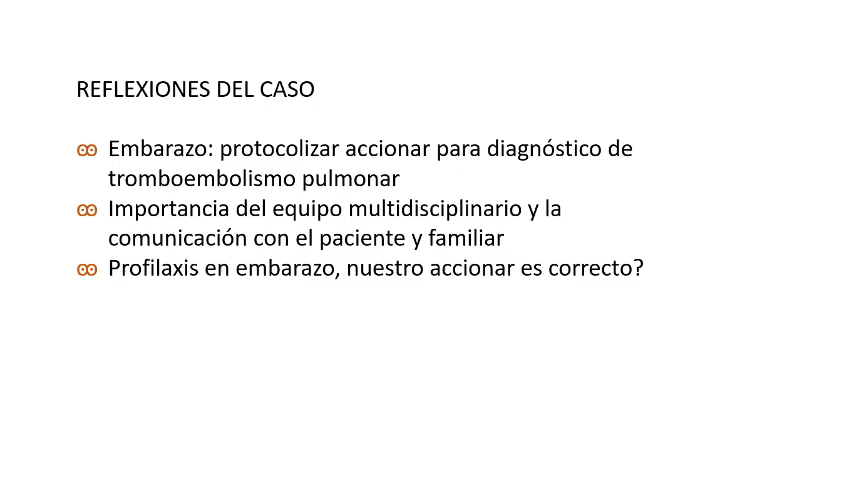 REFLEXIONES DEL CASO
Embarazo: protocolizar accionar para diagnóstico de
tromboembolismo pulmonar
Importancia del equipo multidisciplinario y la
comunicación con el paciente y familiar
Profilaxis en embarazo, nuestro accionar es correcto?